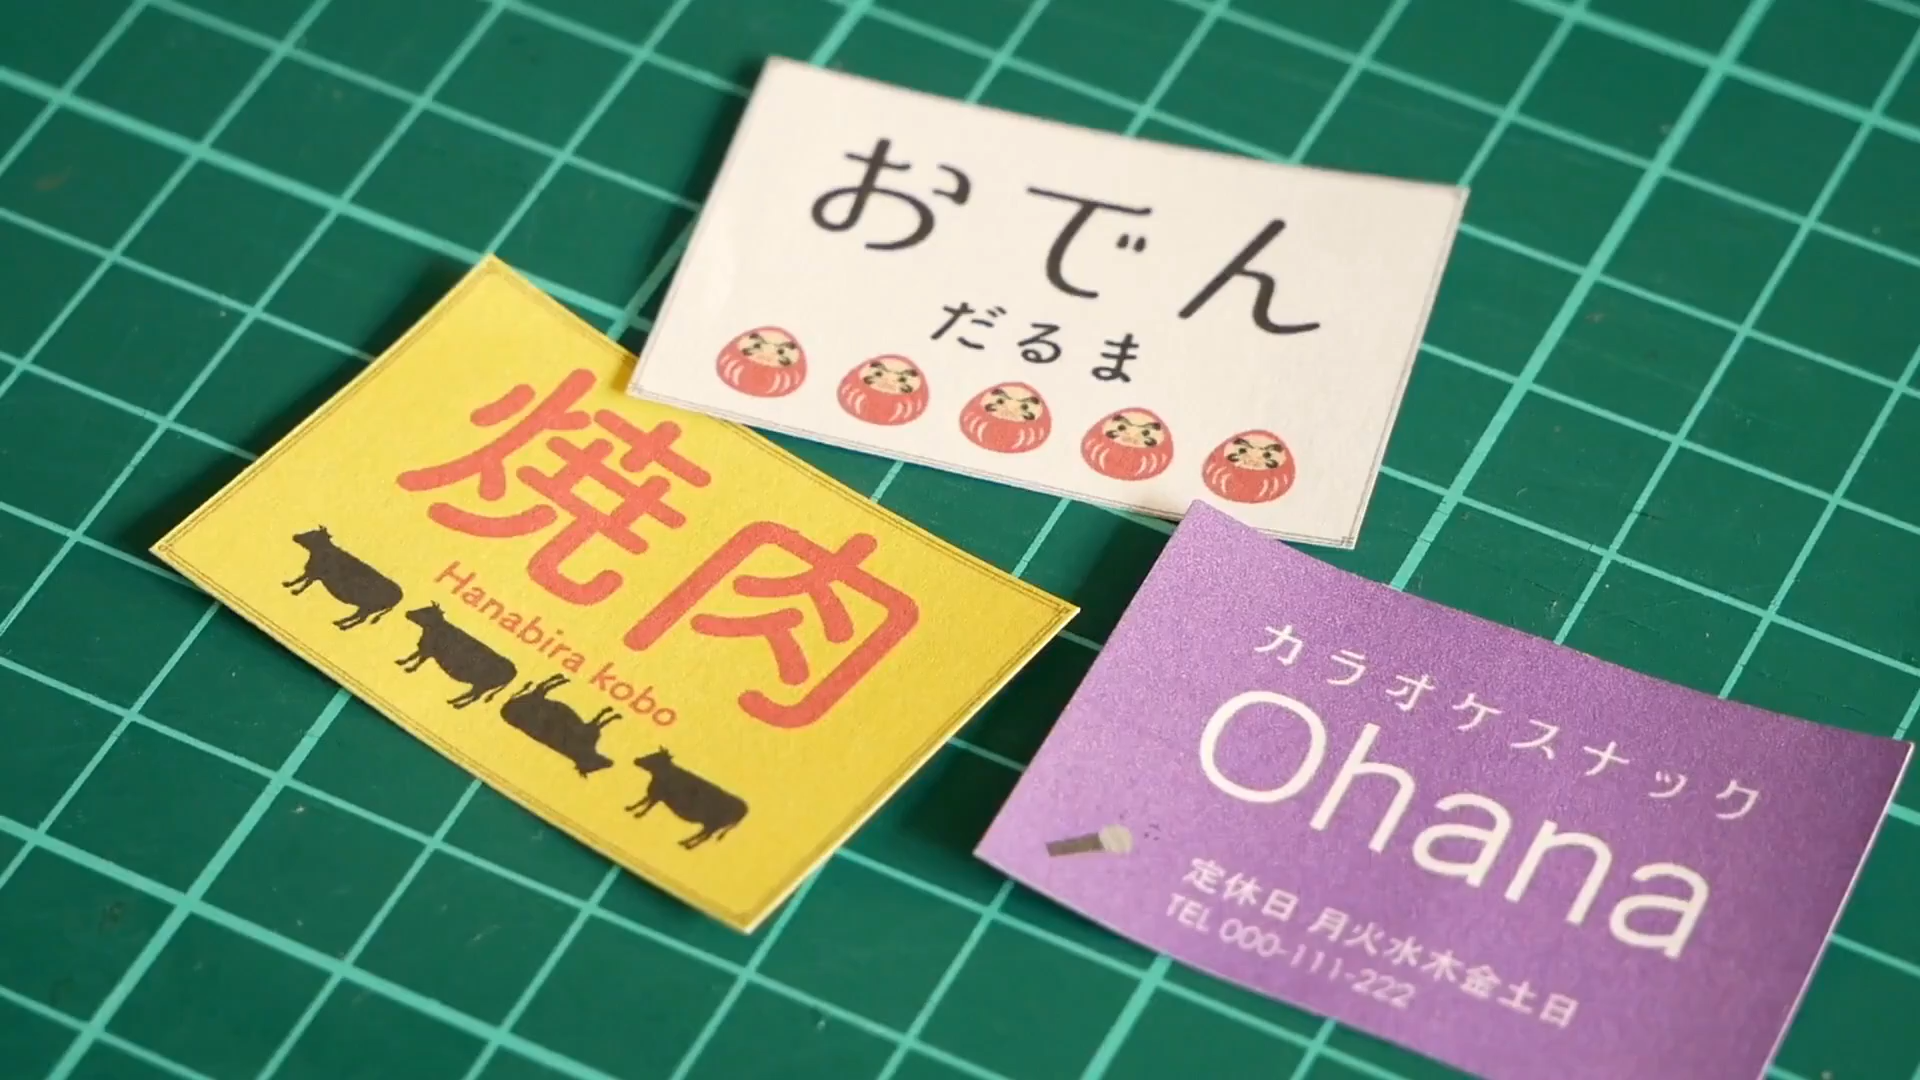 おでん
だるま
焼肉
Hanabira kobo
カラオケスナック
Ohana
定休日 月火水木金土日
TEL 000-111-222